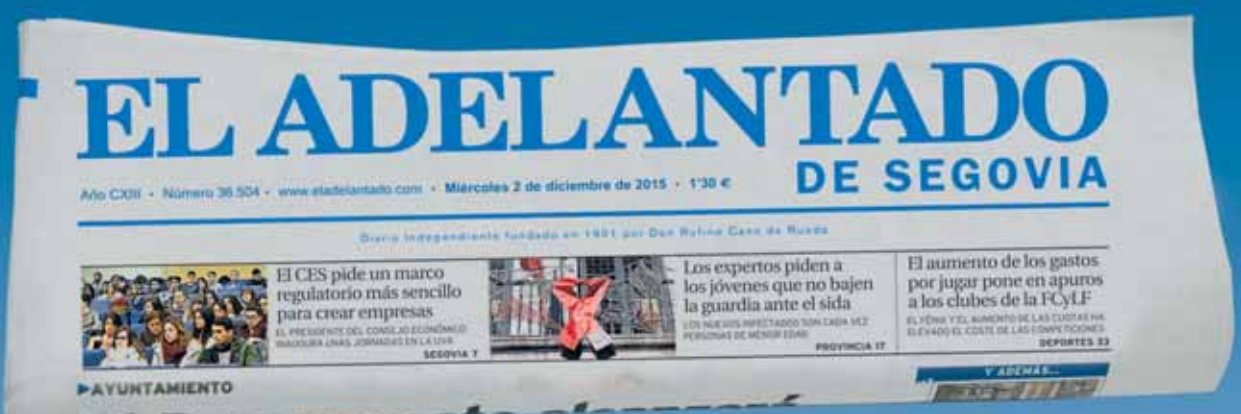 EL ADELANTADO
DE SEGOVIA
Año CXIII · Número 36.504 · www.eladelantado.com · Miércoles 2 de diciembre de 2015 · 1'30 €
Diario Independiente fundado en 1901 por Don Rufino Cano de Rueda
El CES pide un marco
regulatorio más sencillo
para crear empresas
EL PRESIDENTE DEL CONSEJO ECONÓMICO
INAUGURA UNAS JORNADAS EN LA UVA
SEGOVIA 7
Los expertos piden a
los jóvenes que no bajen
la guardia ante el sida
LOS NUEVOS INFECTADOS SON CADA VEZ
PERSONAS DE MENOR EDAD
PROVINCIA 17
El aumento de los gastos
por jugar pone en apuros
a los clubes de la FCyLF
EL FÉNIX Y EL AUMENTO DE LAS CUOTAS HA
ELEVADO EL COSTE DE LAS COMPETICIONES
DEPORTES 33
AYUNTAMIENTO
Y ADEMÁS...